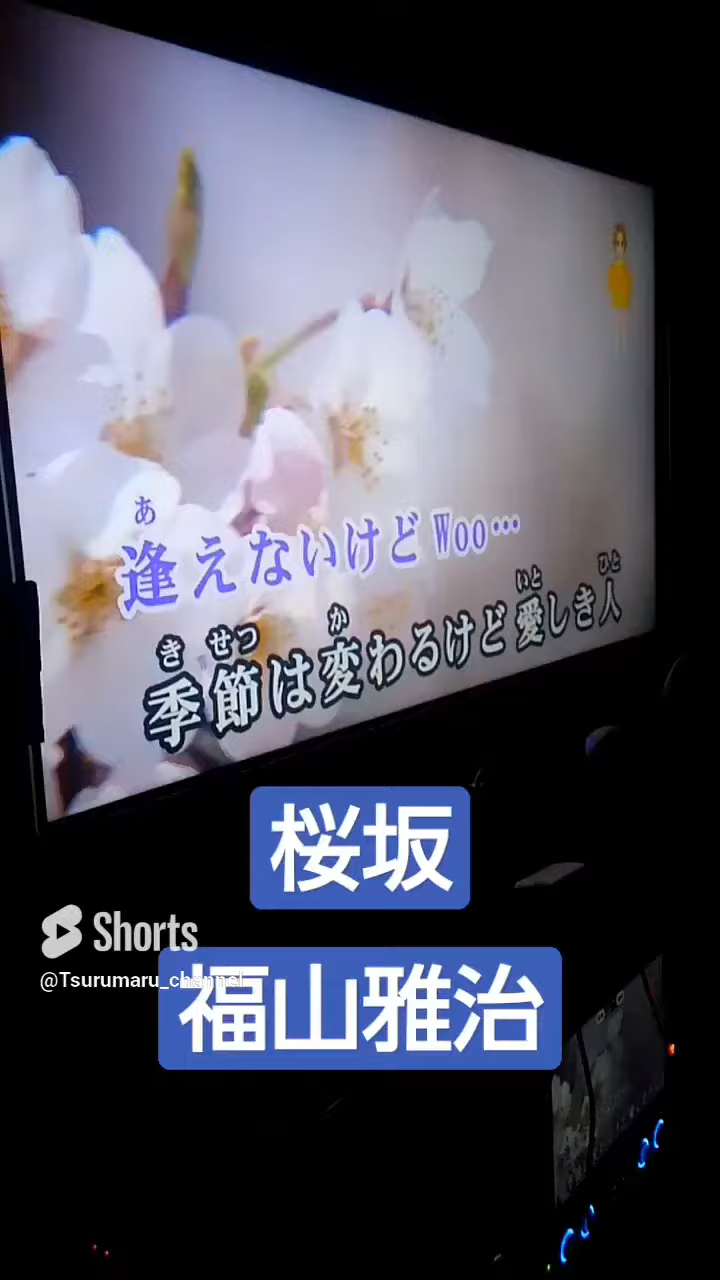 あ
逢えないけど Woo…
き せつ か いと ひと
季節は変わるけど 愛しき人
桜坂
Shorts
@Tsurumaru_channel
福山雅治